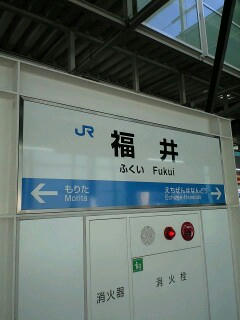 JR
福井
ふくい Fukui
もりた えちぜんはなんどう
Morita Echizen-Hanandō
消火器
消火栓